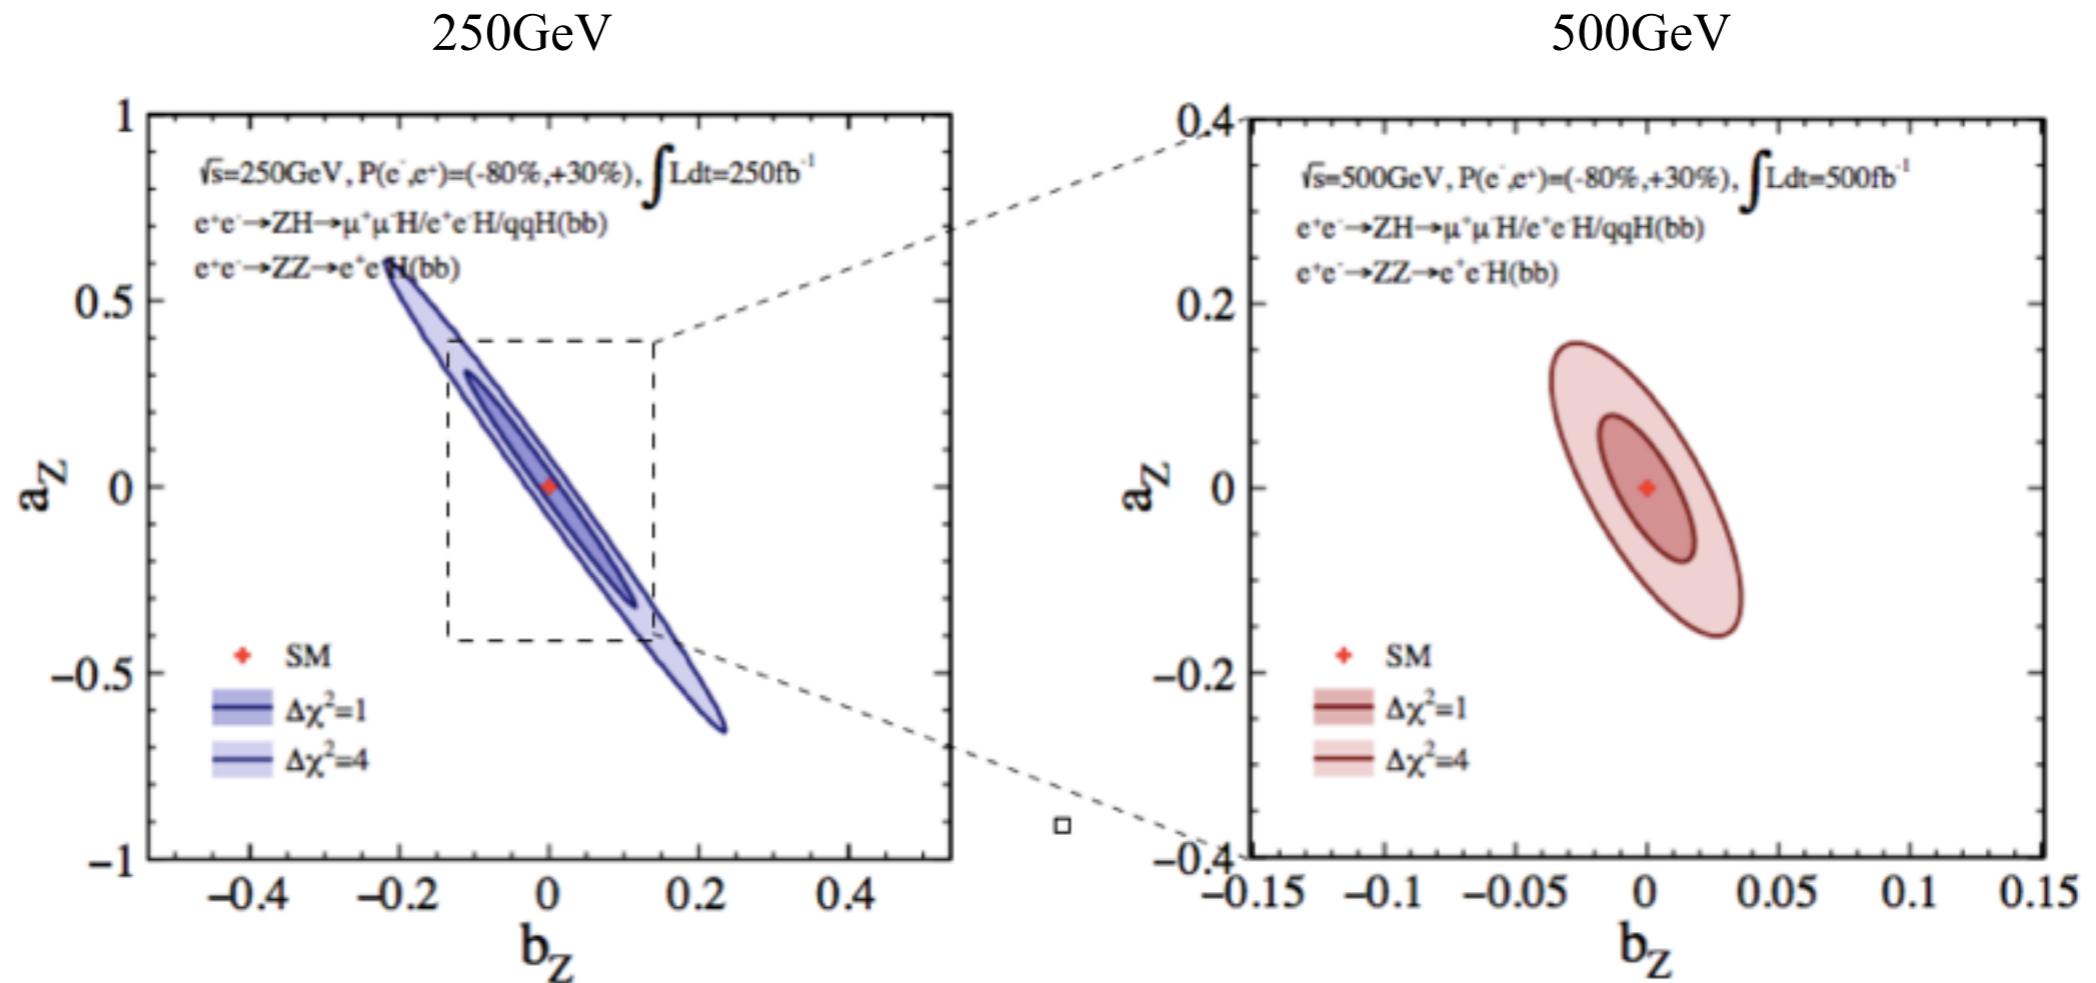 250GeV
1
√s=250GeV, P(e⁻,e⁺)=(-80%,+30%), ∫Ldt=250fb⁻¹
e⁺e⁻→ZH→μ⁺μ⁻H/e⁺e⁻H/qqH(bb)
e⁺e⁻→ZZ→e⁺e⁻H(bb)
0.5
0
−0.5
−1
a_Z
SM
Δχ²=1
Δχ²=4
−0.4 −0.2 0 0.2 0.4
b_Z
500GeV
0.4
√s=500GeV, P(e⁻,e⁺)=(-80%,+30%), ∫Ldt=500fb⁻¹
e⁺e⁻→ZH→μ⁺μ⁻H/e⁺e⁻H/qqH(bb)
e⁺e⁻→ZZ→e⁺e⁻H(bb)
0.2
0
−0.2
−0.4
a_Z
SM
Δχ²=1
Δχ²=4
−0.15 −0.1 −0.05 0 0.05 0.1 0.15
b_Z